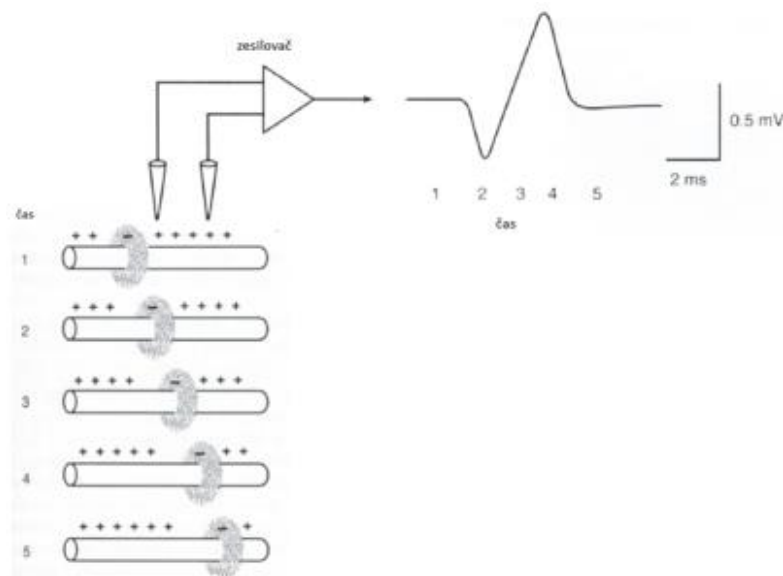 zesilovač
0.5 mV
2 ms
1 2 3 4 5
čas
čas
+ + − + + + + +
1
+ + + − + + + +
2
+ + + + − + + +
3
+ + + + + − + +
4
+ + + + + + − +
5